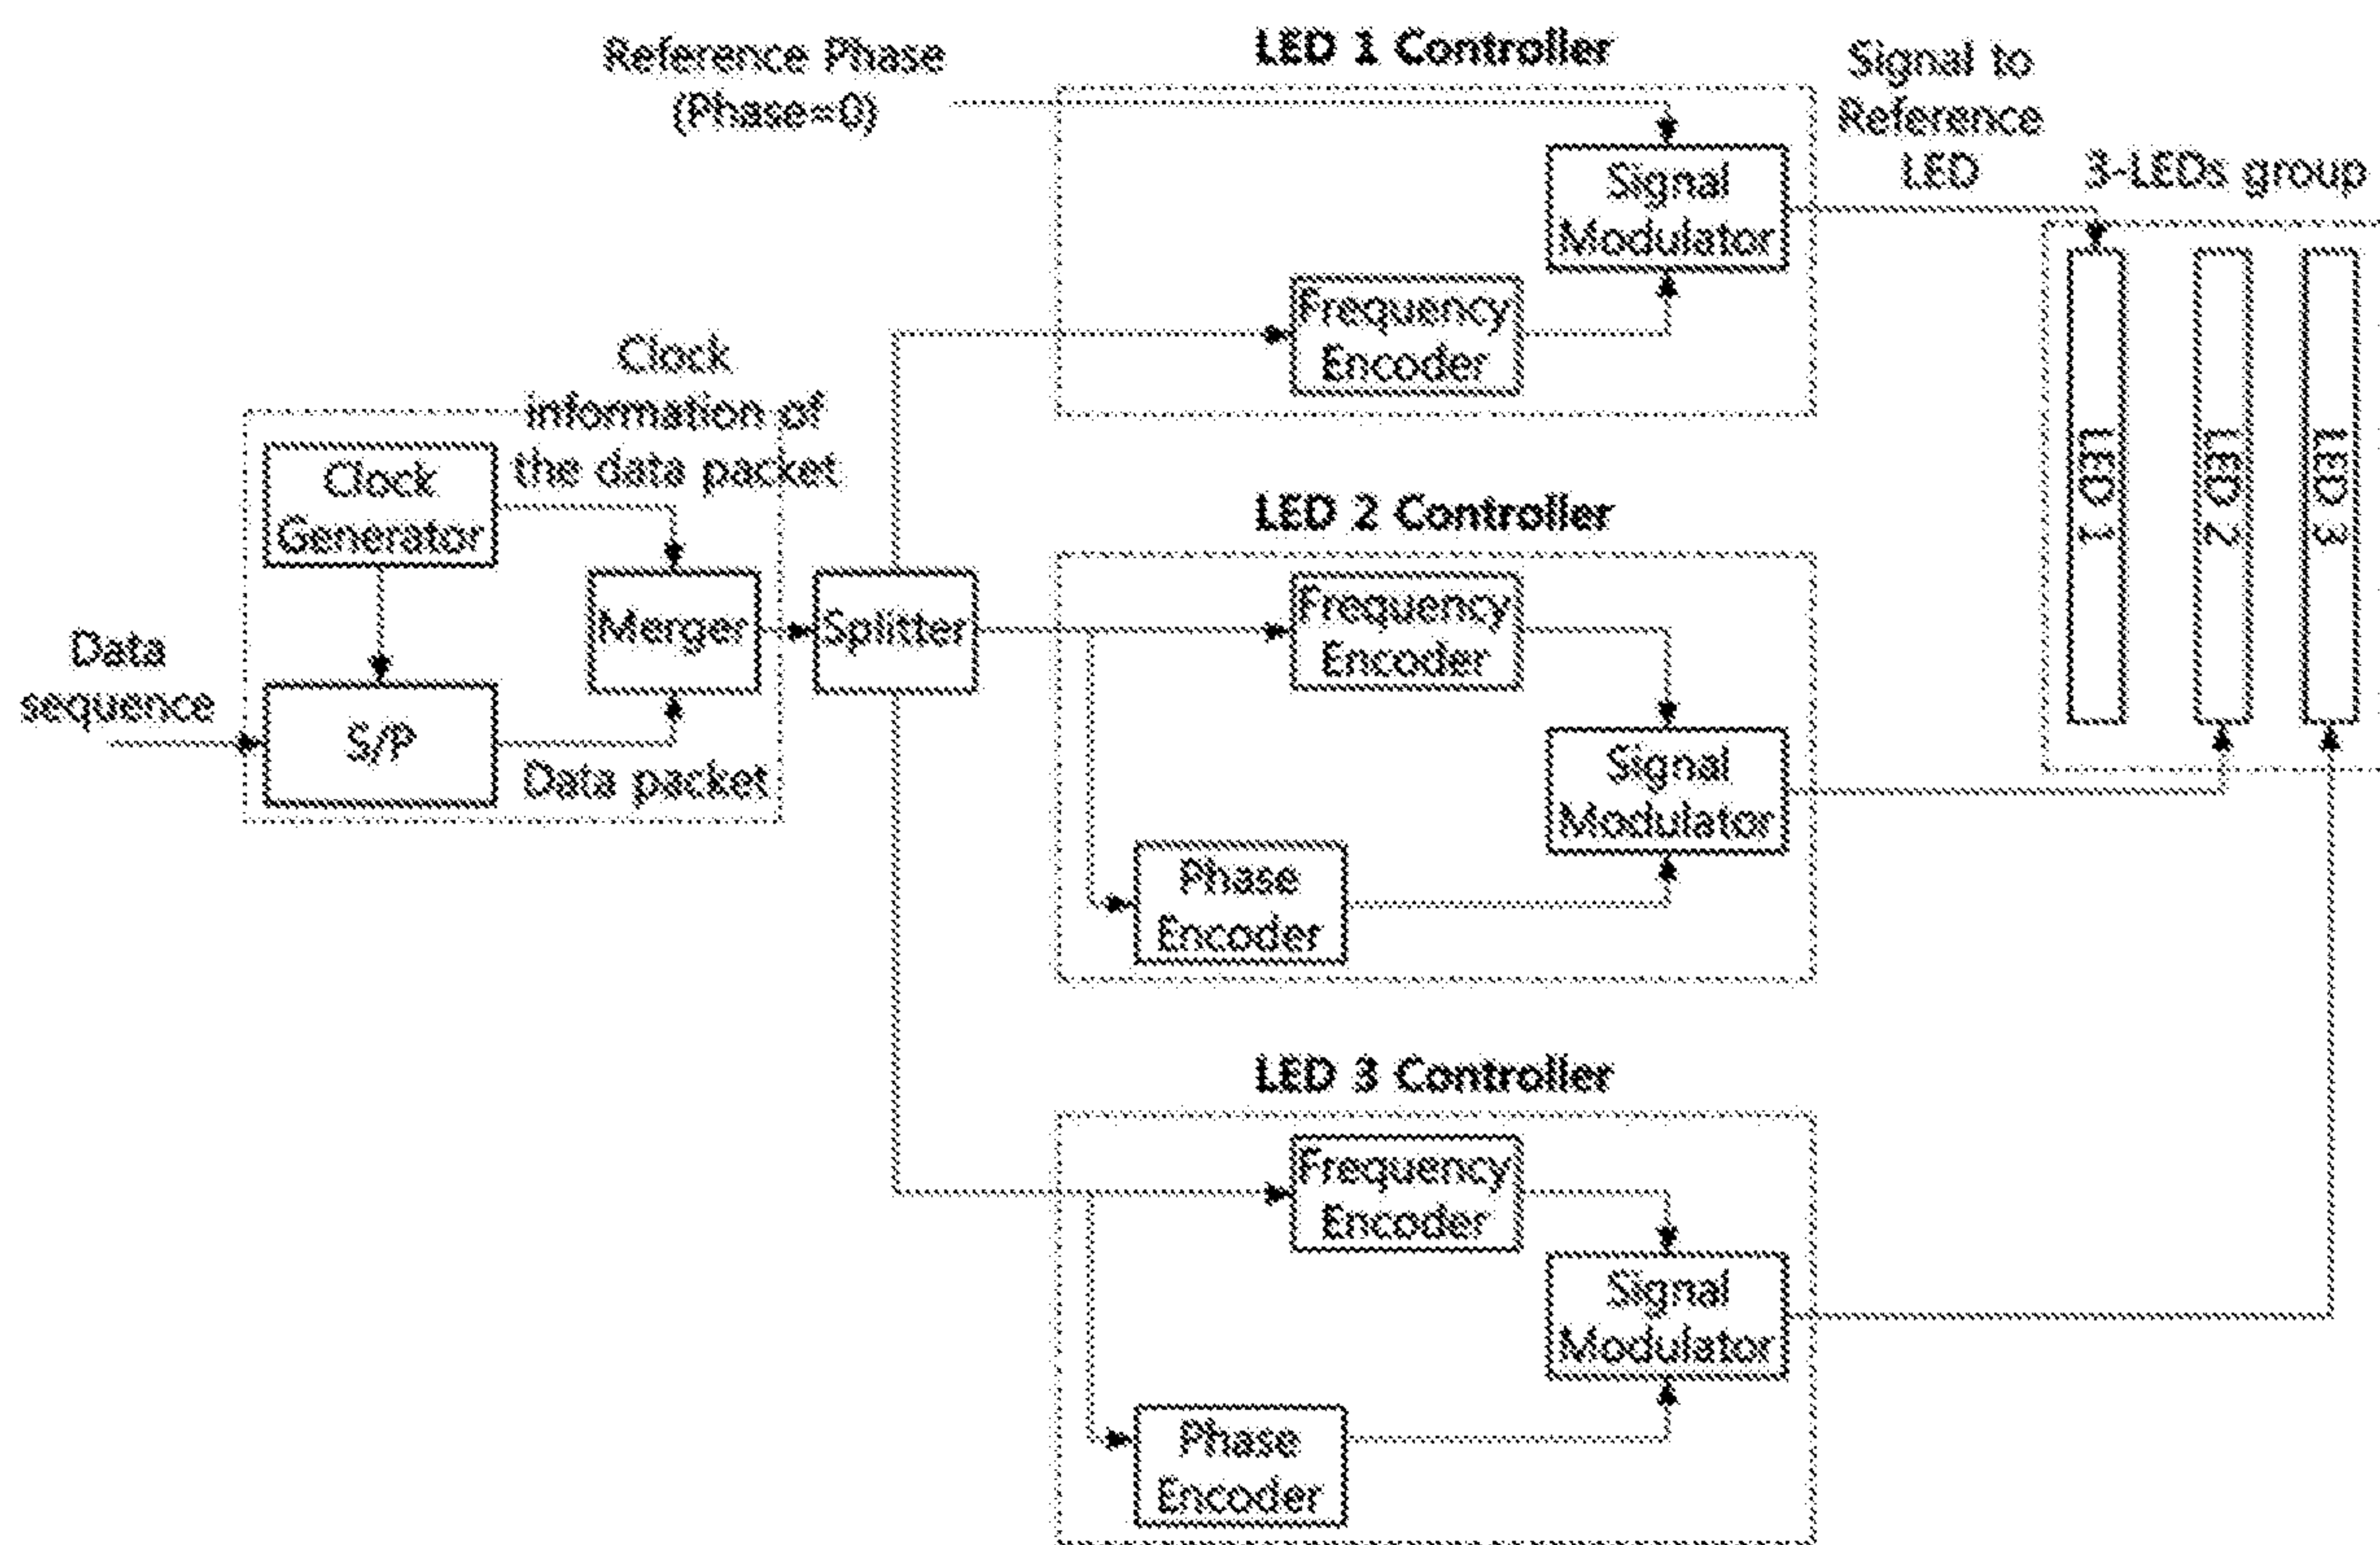 Reference Phase
(Phase=0)
LED 1 Controller
Signal to
Reference
LED
3-LEDs group
Signal
Modulator
Frequency
Encoder
Clock
information of
the data packet
Clock
Generator
Data
sequence
S/P
Merger
Data packet
Splitter
LED 2 Controller
Frequency
Encoder
Signal
Modulator
Phase
Encoder
LED 3 Controller
Frequency
Encoder
Signal
Modulator
Phase
Encoder
LED 1
LED 2
LED 3